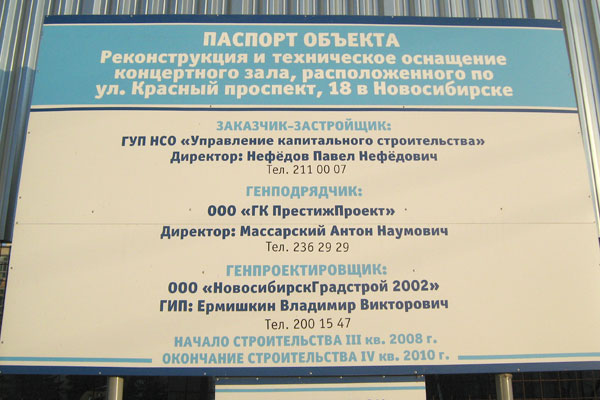 ПАСПОРТ ОБЪЕКТА
Реконструкция и техническое оснащение
концертного зала, расположенного по
ул. Красный проспект, 18 в Новосибирске
ЗАКАЗЧИК-ЗАСТРОЙЩИК:
ГУП НСО «Управление капитального строительства»
Директор: Нефёдов Павел Нефёдович
Тел. 211 00 07
ГЕНПОДРЯДЧИК:
ООО «ГК ПрестижПроект»
Директор: Массарский Антон Наумович
Тел. 236 29 29
ГЕНПРОЕКТИРОВЩИК:
ООО «НовосибирскГрадстрой 2002»
ГИП: Ермишкин Владимир Викторович
Тел. 200 15 47
НАЧАЛО СТРОИТЕЛЬСТВА III кв. 2008 г.
ОКОНЧАНИЕ СТРОИТЕЛЬСТВА IV кв. 2010 г.